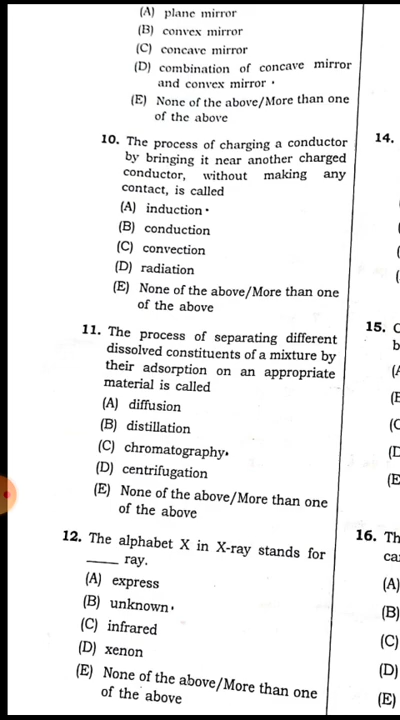 (A) plane mirror
(B) convex mirror
(C) concave mirror
(D) combination of concave mirror
and convex mirror
(E) None of the above/More than one
of the above
10. The process of charging a conductor
by bringing it near another charged
conductor, without making any
contact, is called
(A) induction
(B) conduction
(C) convection
(D) radiation
(E) None of the above/More than one
of the above
11. The process of separating different
dissolved constituents of a mixture by
their adsorption on an appropriate
material is called
(A) diffusion
(B) distillation
(C) chromatography
(D) centrifugation
(E) None of the above/More than one
of the above
12. The alphabet X in X-ray stands for
____ ray.
(A) express
(B) unknown
(C) infrared
(D) xenon
(E) None of the above/More than one
of the above
14.
15.
16. Th
(A)
(B)
(C)
(D)
(E)